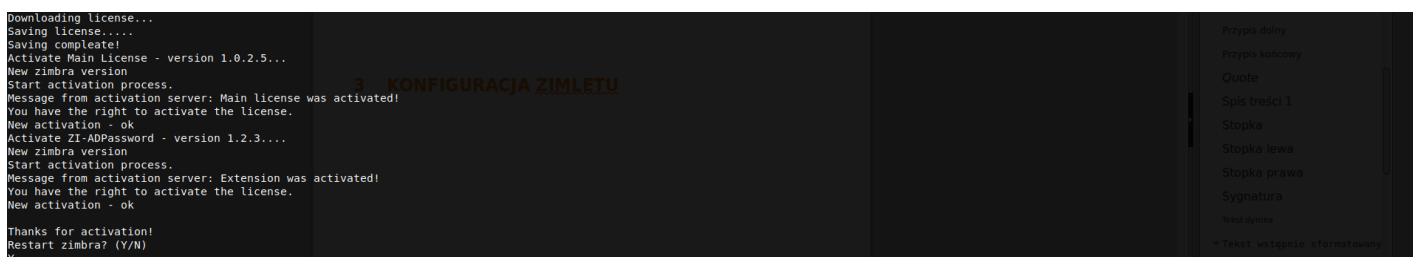 Downloading license...
Saving license.....
Saving compleate!
Activate Main License - version 1.0.2.5...
New zimbra version
Start activation process.
Message from activation server: Main license was activated!
You have the right to activate the license.
New activation - ok
Activate ZI-ADPassword - version 1.2.3....
New zimbra version
Start activation process.
Message from activation server: Extension was activated!
You have the right to activate the license.
New activation - ok
Thanks for activation!
Restart zimbra? (Y/N)
3 KONFIGURACJA ZIMLETU
Przypis dolny
Przypis końcowy
Quote
Spis treści 1
Stopka
Stopka lewa
Stopka prawa
Sygnatura
Tekst dymka
Tekst wstępnie sformatowany